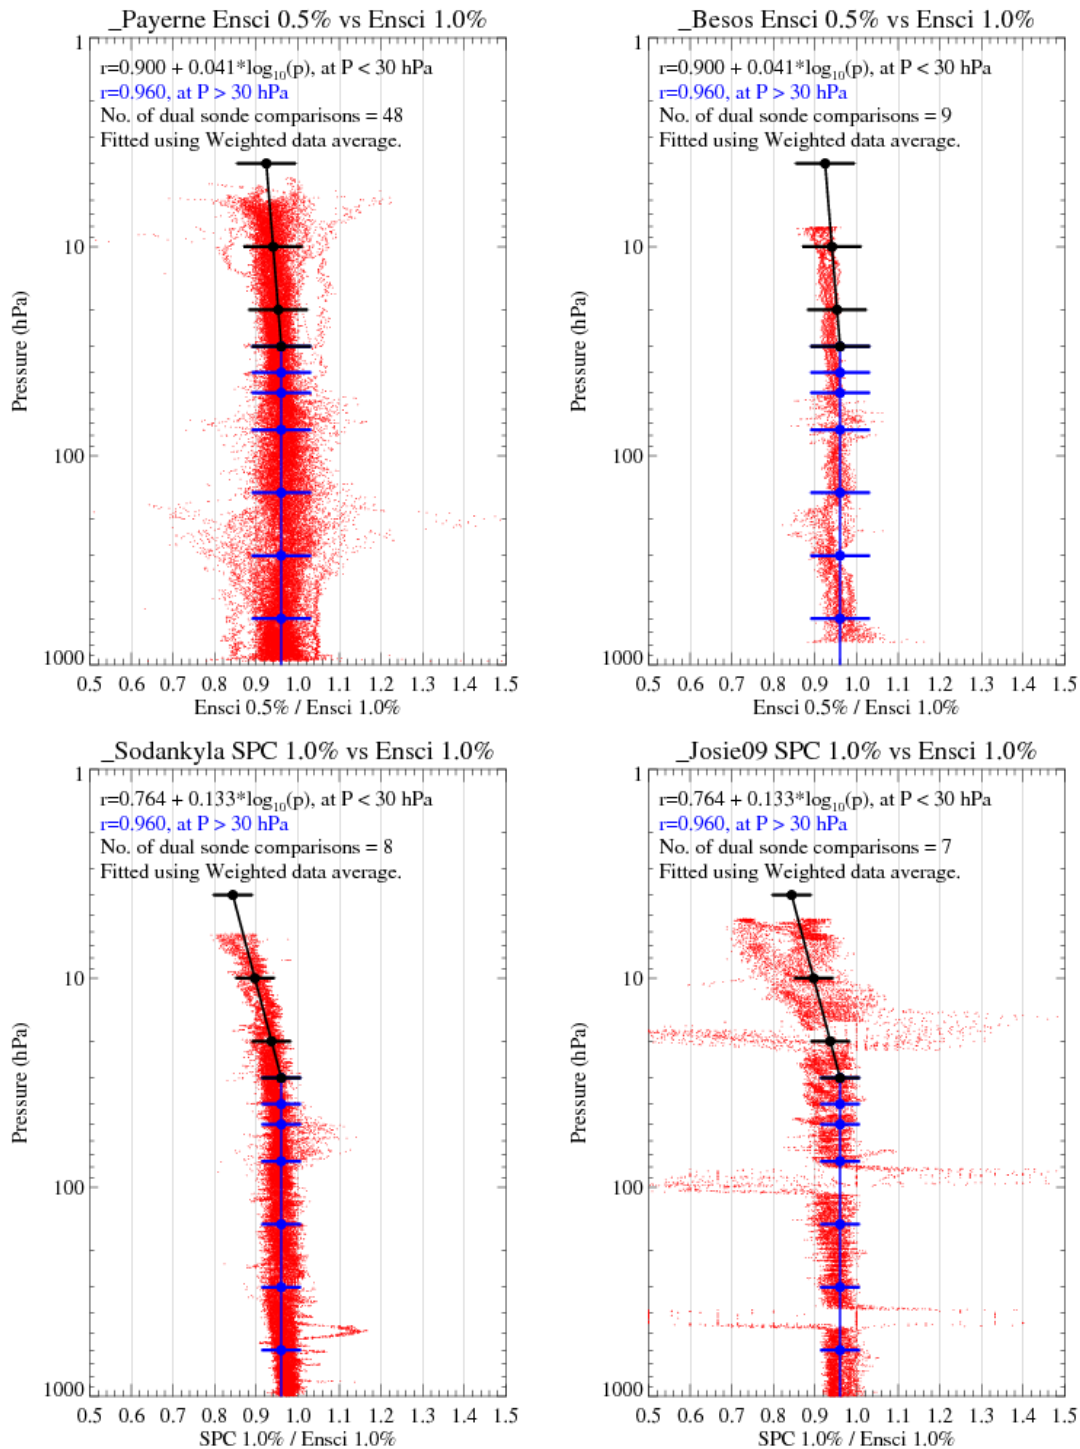 _Payerne Ensci 0.5% vs Ensci 1.0%
1
r=0.900 + 0.041*log10(p), at P < 30 hPa
r=0.960, at P > 30 hPa
No. of dual sonde comparisons = 48
Fitted using Weighted data average.
10
Pressure (hPa)
100
1000
0.5 0.6 0.7 0.8 0.9 1.0 1.1 1.2 1.3 1.4 1.5
Ensci 0.5% / Ensci 1.0%
_Besos Ensci 0.5% vs Ensci 1.0%
1
r=0.900 + 0.041*log10(p), at P < 30 hPa
r=0.960, at P > 30 hPa
No. of dual sonde comparisons = 9
Fitted using Weighted data average.
10
Pressure (hPa)
100
1000
0.5 0.6 0.7 0.8 0.9 1.0 1.1 1.2 1.3 1.4 1.5
Ensci 0.5% / Ensci 1.0%
_Sodankyla SPC 1.0% vs Ensci 1.0%
1
r=0.764 + 0.133*log10(p), at P < 30 hPa
r=0.960, at P > 30 hPa
No. of dual sonde comparisons = 8
Fitted using Weighted data average.
10
Pressure (hPa)
100
1000
0.5 0.6 0.7 0.8 0.9 1.0 1.1 1.2 1.3 1.4 1.5
SPC 1.0% / Ensci 1.0%
_Josie09 SPC 1.0% vs Ensci 1.0%
1
r=0.764 + 0.133*log10(p), at P < 30 hPa
r=0.960, at P > 30 hPa
No. of dual sonde comparisons = 7
Fitted using Weighted data average.
10
Pressure (hPa)
100
1000
0.5 0.6 0.7 0.8 0.9 1.0 1.1 1.2 1.3 1.4 1.5
SPC 1.0% / Ensci 1.0%